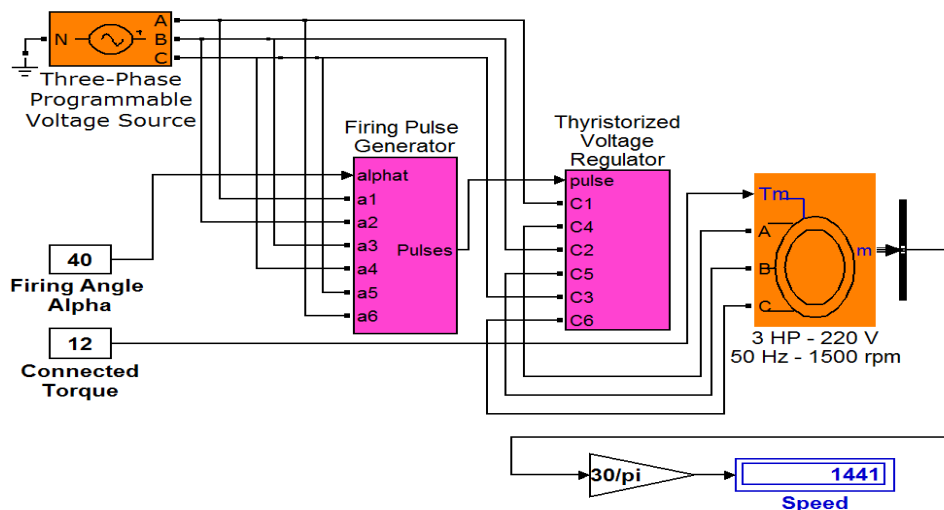 A
N
B
C
+
Three-Phase
Programmable
Voltage Source
Firing Pulse
Generator
alphat
a1
a2
a3
a4
a5
a6
Pulses
Thyristorized
Voltage
Regulator
pulse
C1
C4
C2
C5
C3
C6
Tm
A
B
C
m
3 HP - 220 V
50 Hz - 1500 rpm
40
Firing Angle
Alpha
12
Connected
Torque
30/pi
1441
Speed